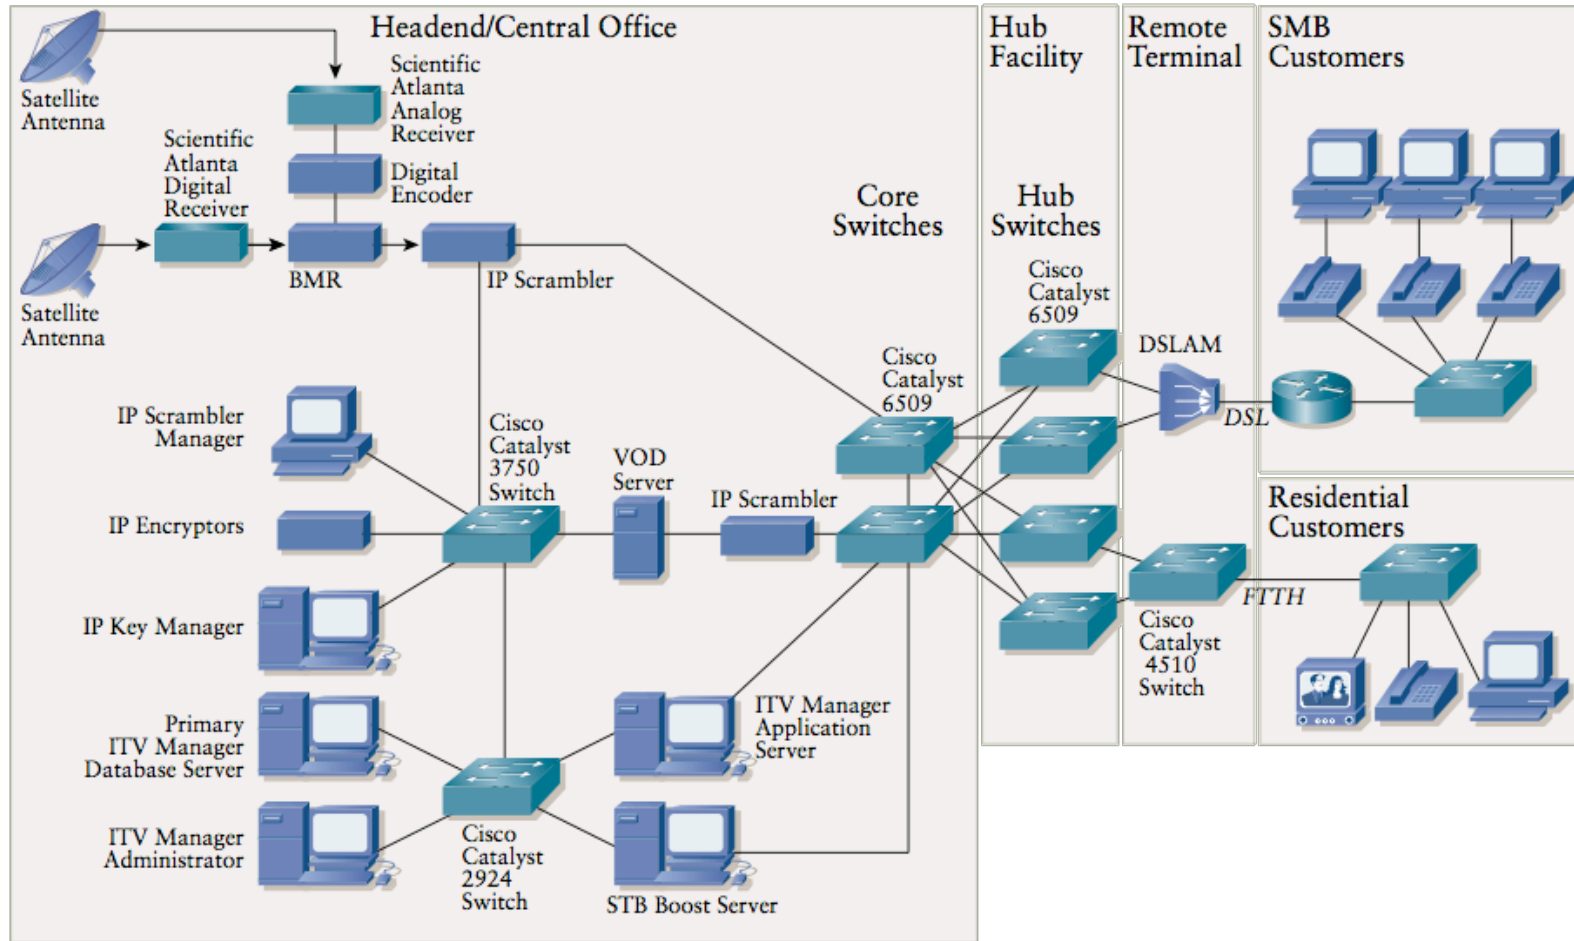 Headend/Central Office
Hub
Facility
Remote
Terminal
SMB
Customers
Satellite
Antenna
Scientific
Atlanta
Analog
Receiver
Scientific
Atlanta
Digital
Receiver
Digital
Encoder
Satellite
Antenna
BMR
IP Scrambler
Core
Switches
Hub
Switches
Cisco
Catalyst
6509
Cisco
Catalyst
6509
DSLAM
DSL
IP Scrambler
Manager
Cisco
Catalyst
3750
Switch
VOD
Server
IP Scrambler
IP Encryptors
IP Key Manager
Residential
Customers
FTTH
Cisco
Catalyst
4510
Switch
Primary
ITV Manager
Database Server
ITV Manager
Application
Server
ITV Manager
Administrator
Cisco
Catalyst
2924
Switch
STB Boost Server